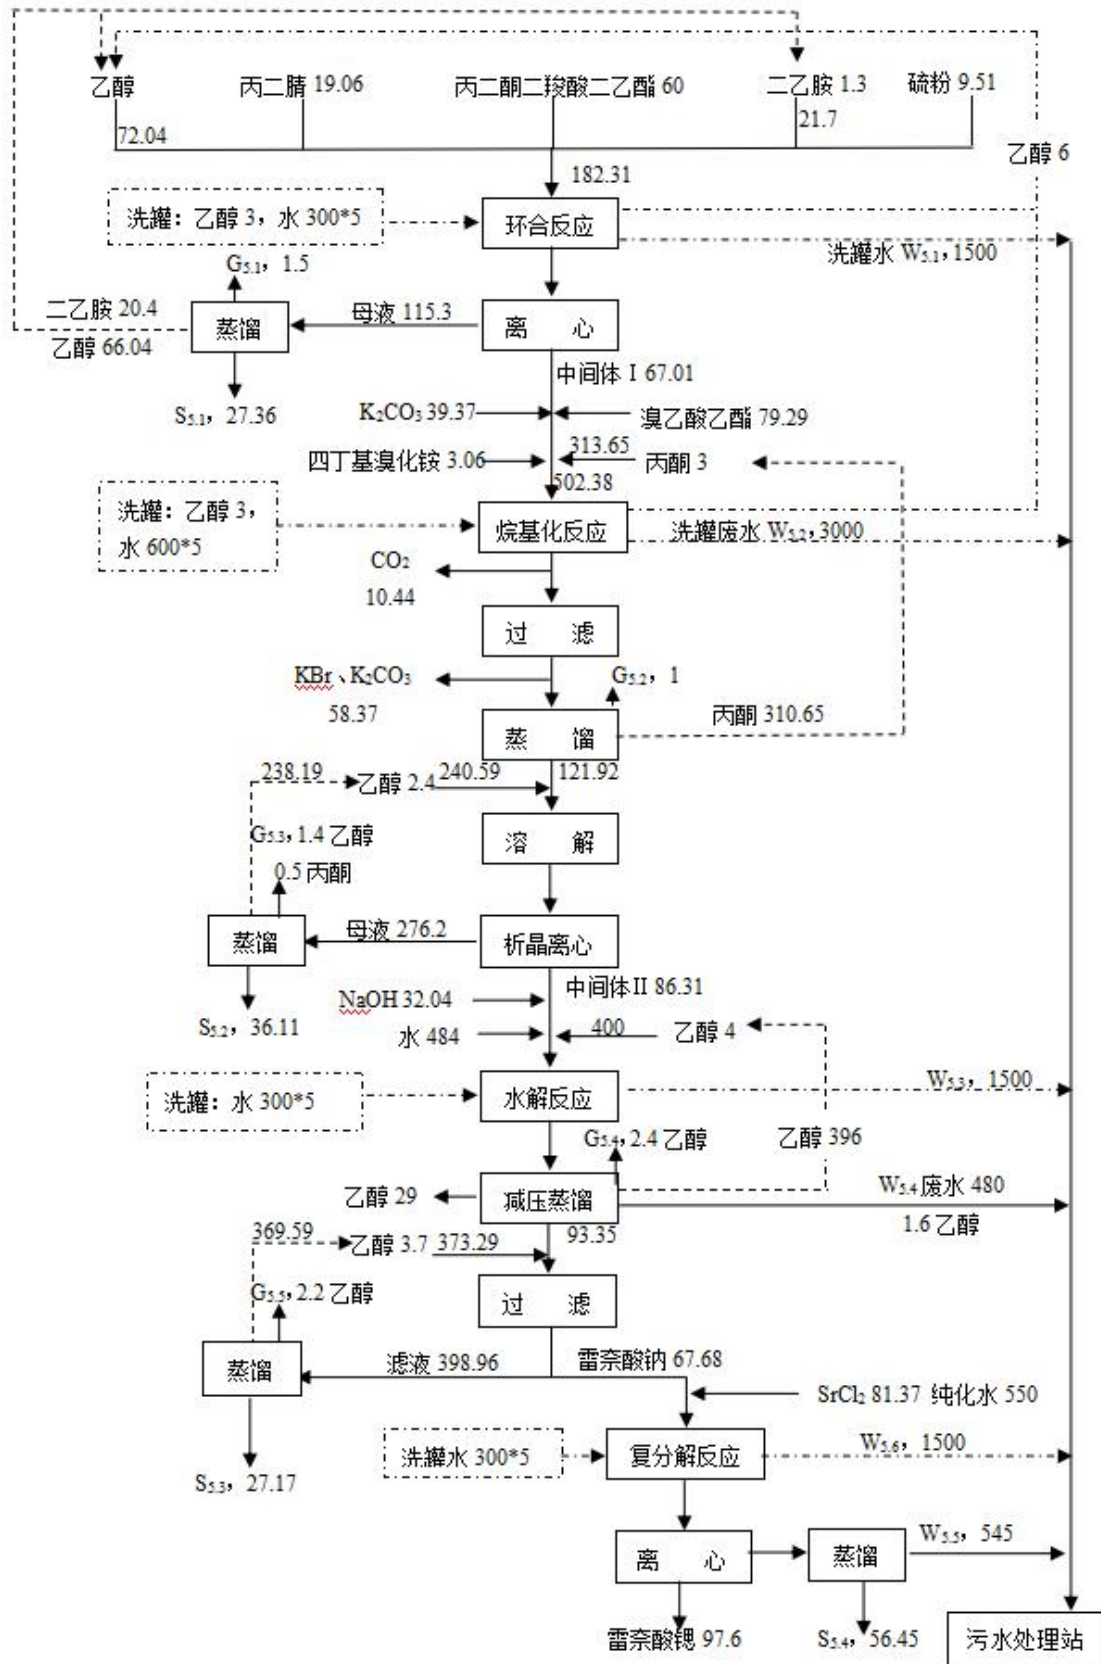 乙醇
丙二腈 19.06
丙二酮二羧酸二乙酯 60
二乙胺 1.3
硫粉 9.51
72.04
21.7
乙醇 6
182.31
洗罐：乙醇 3，水 300*5
环合反应
洗罐水 W5.1,1500
G5.1，1.5
二乙胺 20.4
乙醇 66.04
蒸馏
母液 115.3
离 心
中间体 I 67.01
S5.1，27.36
K2CO3 39.37
溴乙酸乙酯 79.29
四丁基溴化铵 3.06
313.65
丙酮 3
502.38
洗罐：乙醇 3，
水 600*5
烷基化反应
洗罐废水 W5.2,3000
CO2
10.44
过 滤
KBr、K2CO3
58.37
G5.2，1
蒸 馏
丙酮 310.65
238.19
乙醇 2.4
240.59
121.92
G5.3，1.4 乙醇
0.5 丙酮
溶 解
蒸馏
母液 276.2
析晶离心
中间体 II 86.31
NaOH 32.04
S5.2，36.11
水 484
400
乙醇 4
洗罐：水 300*5
水解反应
W5.3，1500
G5.4，2.4 乙醇
乙醇 396
乙醇 29
减压蒸馏
W5.4 废水 480
1.6 乙醇
369.59
乙醇 3.7
373.29
93.35
G5.5，2.2 乙醇
过 滤
蒸馏
滤液 398.96
雷奈酸钠 67.68
SrCl2 81.37 纯化水 550
S5.3，27.17
洗罐水 300*5
复分解反应
W5.6，1500
离 心
蒸馏
W5.5，545
雷奈酸锶 97.6
S5.4，56.45
污水处理站